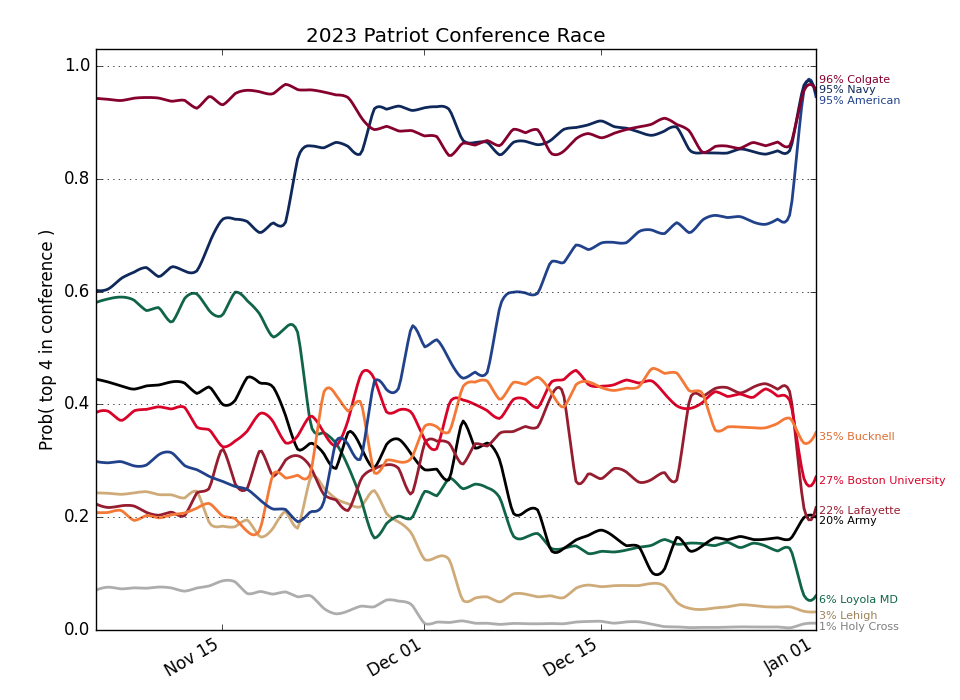 2023 Patriot Conference Race
Prob( top 4 in conference )
1.0
0.8
0.6
0.4
0.2
0.0
Nov 15
Dec 01
Dec 15
Jan 01
96% Colgate
95% Navy
95% American
35% Bucknell
27% Boston University
22% Lafayette
20% Army
6% Loyola MD
3% Lehigh
1% Holy Cross